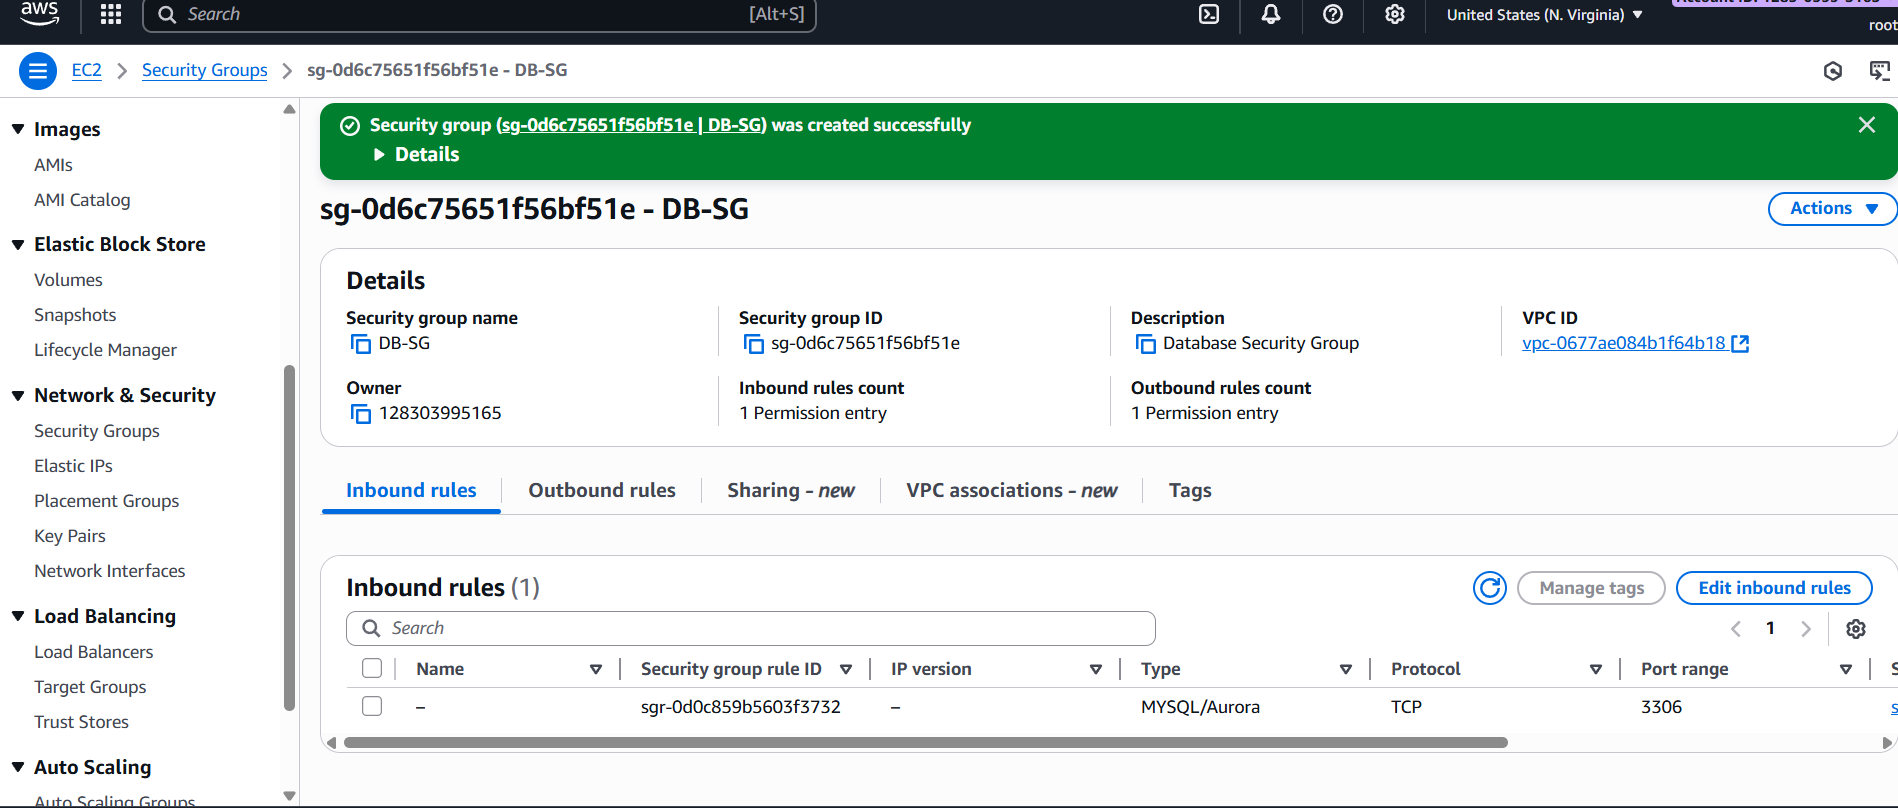 aws
Search [Alt+S]
United States (N. Virginia)
root
EC2 > Security Groups > sg-0d6c75651f56bf51e - DB-SG
Images
AMIs
AMI Catalog
Elastic Block Store
Volumes
Snapshots
Lifecycle Manager
Network & Security
Security Groups
Elastic IPs
Placement Groups
Key Pairs
Network Interfaces
Load Balancing
Load Balancers
Target Groups
Trust Stores
Auto Scaling
Auto Scaling Groups
Security group (sg-0d6c75651f56bf51e | DB-SG) was created successfully
Details
sg-0d6c75651f56bf51e - DB-SG
Actions
Details
Security group name
DB-SG
Security group ID
sg-0d6c75651f56bf51e
Description
Database Security Group
VPC ID
vpc-0677ae084b1f64b18
Owner
128303995165
Inbound rules count
1 Permission entry
Outbound rules count
1 Permission entry
Inbound rules Outbound rules Sharing - new VPC associations - new Tags
Inbound rules (1)
Manage tags
Edit inbound rules
Search
1
Name Security group rule ID IP version Type Protocol Port range
– sgr-0d0c859b5603f3732 – MYSQL/Aurora TCP 3306